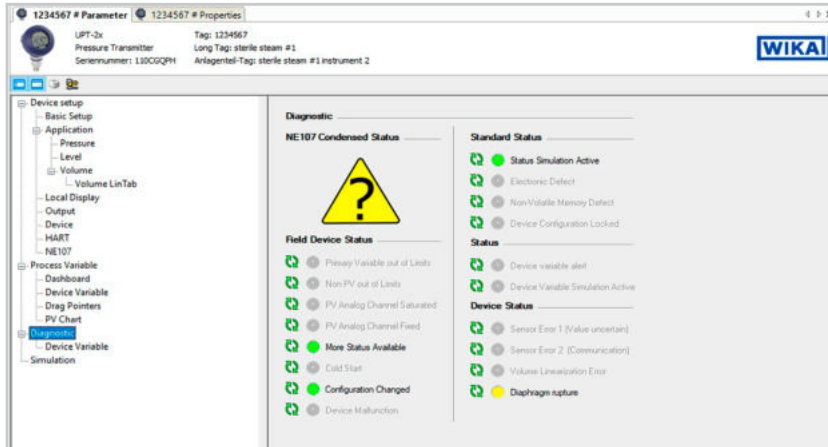 1234567 # Parameter
1234567 # Properties
UPT-2x
Pressure Transmitter
Seriennummer: 110CGQPH
Tag: 1234567
Long Tag: sterile steam #1
Anlagenteil-Tag: sterile steam #1 instrument 2
WIKA
Device setup
Basic Setup
Application
Pressure
Level
Volume
Volume LinTab
Local Display
Output
Device
HART
NE107
Process Variable
Dashboard
Device Variable
Drag Pointers
PV Chart
Diagnostic
Device Variable
Simulation
Diagnostic
NE107 Condensed Status
?
Field Device Status
Primary Variable out of Limits
Non-PV out of Limits
PV Analog Channel Saturated
PV Analog Channel Fixed
More Status Available
Cold Start
Configuration Changed
Device Malfunction
Standard Status
Status Simulation Active
Electronic Defect
Non-Volatile Memory Defect
Device Configuration Locked
Status
Device variable alert
Device Variable Simulation Active
Device Status
Sensor Error 1 (Value uncertain)
Sensor Error 2 (Communication)
Volume Linearization Error
Diaphragm rupture